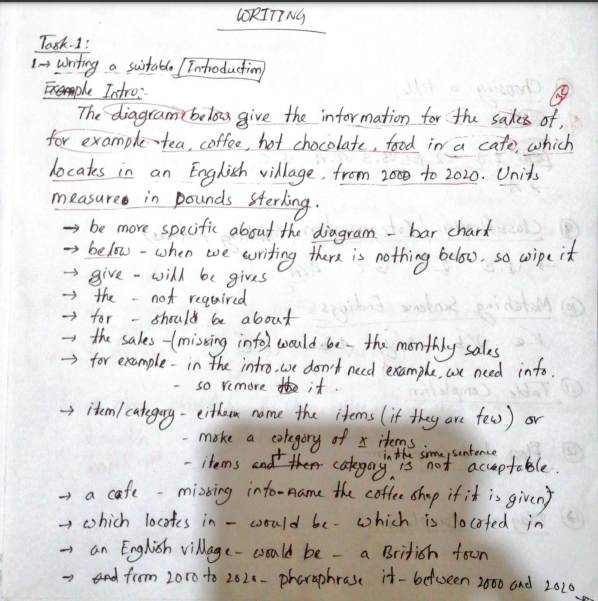 WRITING
Task-1:
1→ Writing a suitable [Introduction]
Example Intro:-
The diagram below give the information for the sales of,
for example tea, coffee, hot chocolate, food in a cafe, which
locates in an English village, from 2000 to 2020. Units
measures in Pounds Sterling.
→ be more specific about the diagram - bar chart
→ below - when we writing there is nothing below, so wipe it
→ give - will be gives
→ the - not required
→ for - should be about
→ the sales - (missing info) would be - the monthly sales
→ for example - in the intro, we don't need example, we need info.
- so remove it.
→ item/category - either name the items (if they are few) or
- make a category of x items
- items + category in the same sentence is not acceptable.
→ a cafe - missing info-name the coffee shop if it is given)
→ which locates in - would be - which is located in
→ an English village - would be - a British town
→ and from 2000 to 2020 - pharaphrase it - between 2000 and 2020